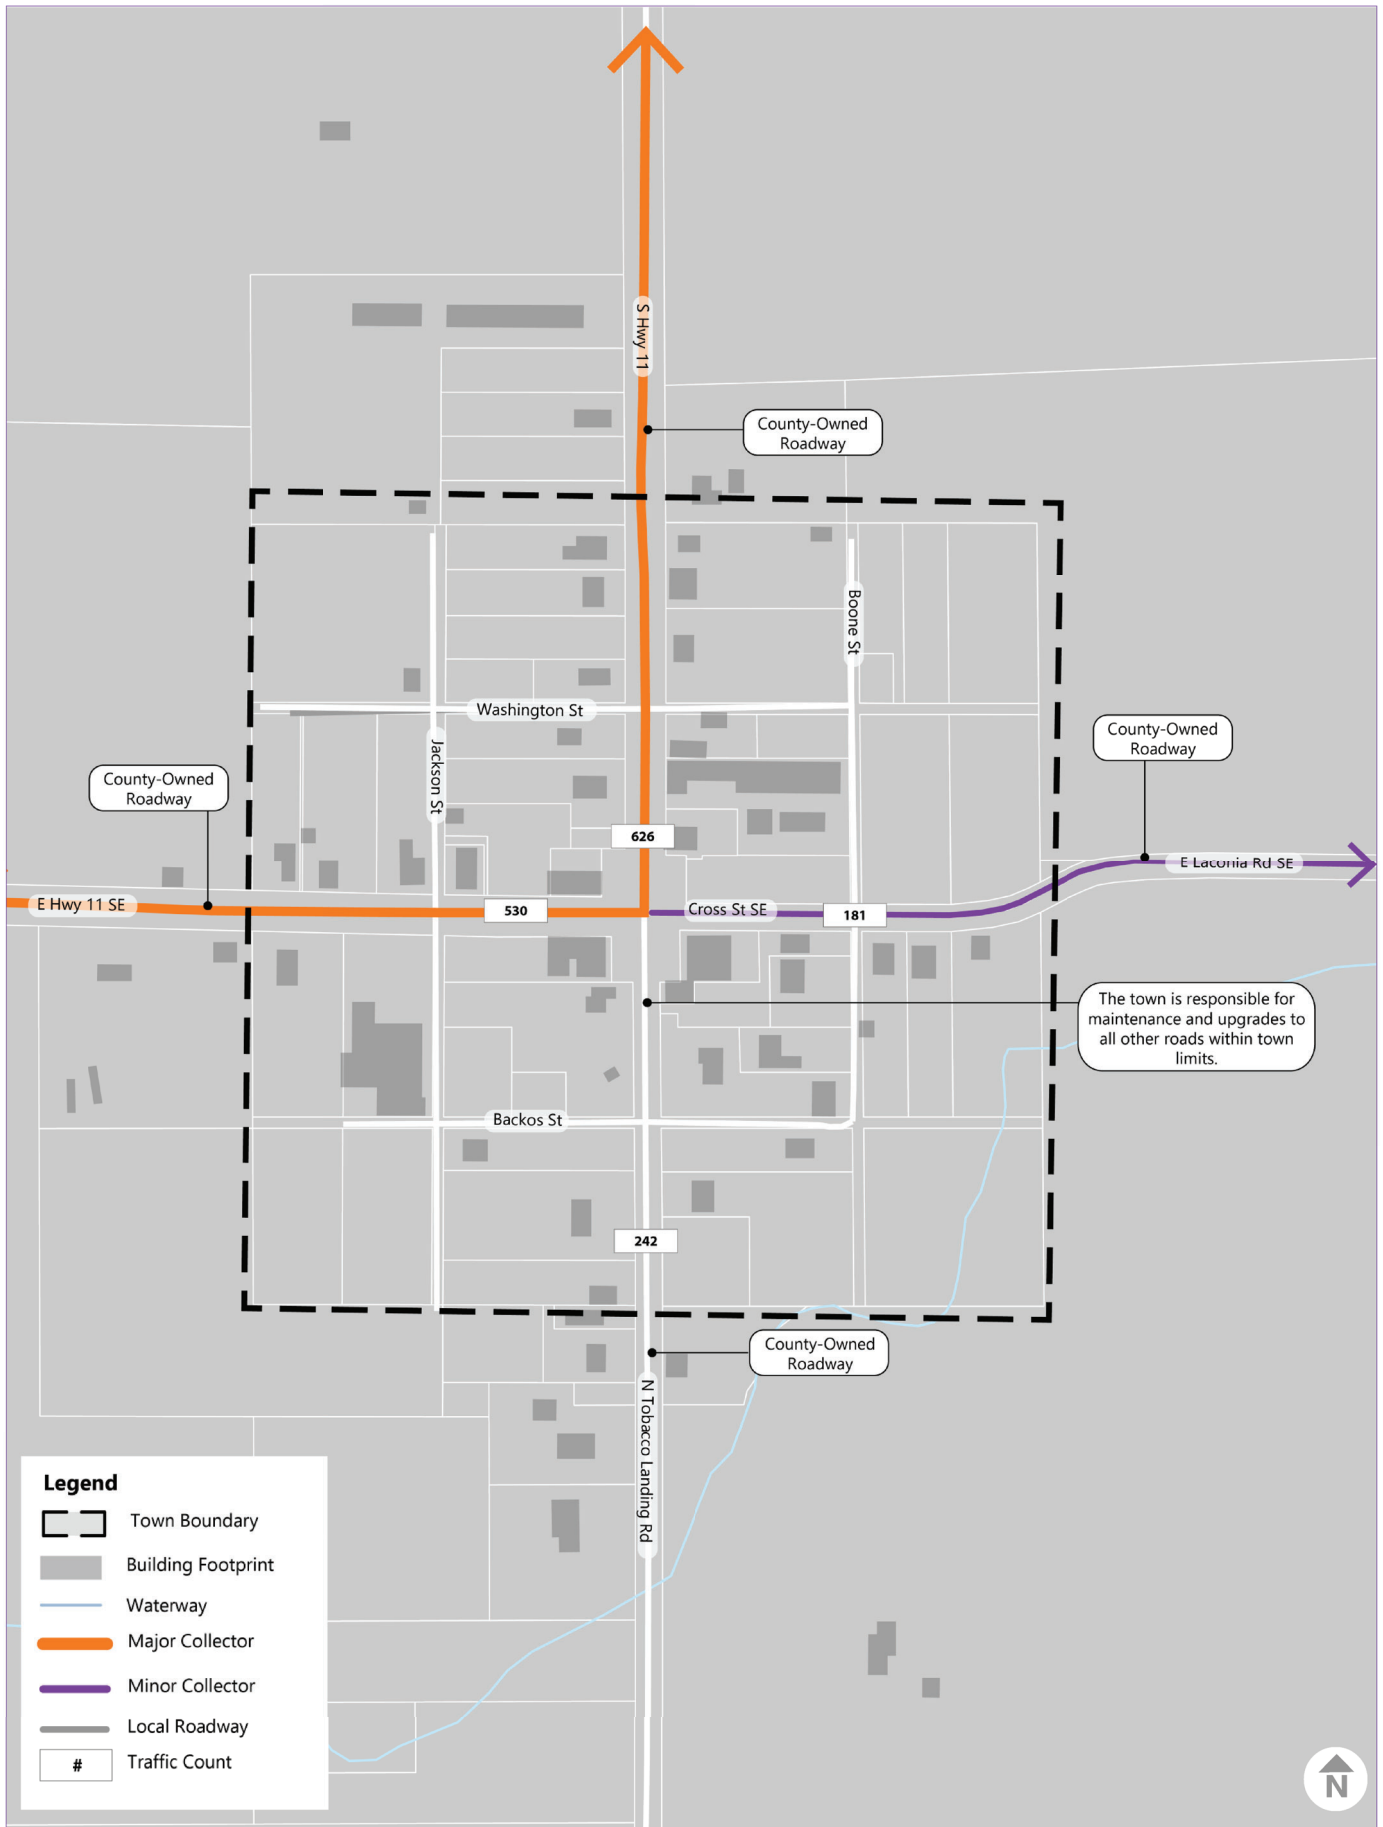 S Hwy 11
County-Owned
Roadway
Boone St
Washington St
Jackson St
County-Owned
Roadway
County-Owned
Roadway
626
E Laconia Rd SE
E Hwy 11 SE
530
Cross St SE
181
The town is responsible for
maintenance and upgrades to
all other roads within town
limits.
Backos St
242
County-Owned
Roadway
N Tobacco Landing Rd
Legend
Town Boundary
Building Footprint
Waterway
Major Collector
Minor Collector
Local Roadway
# Traffic Count
N